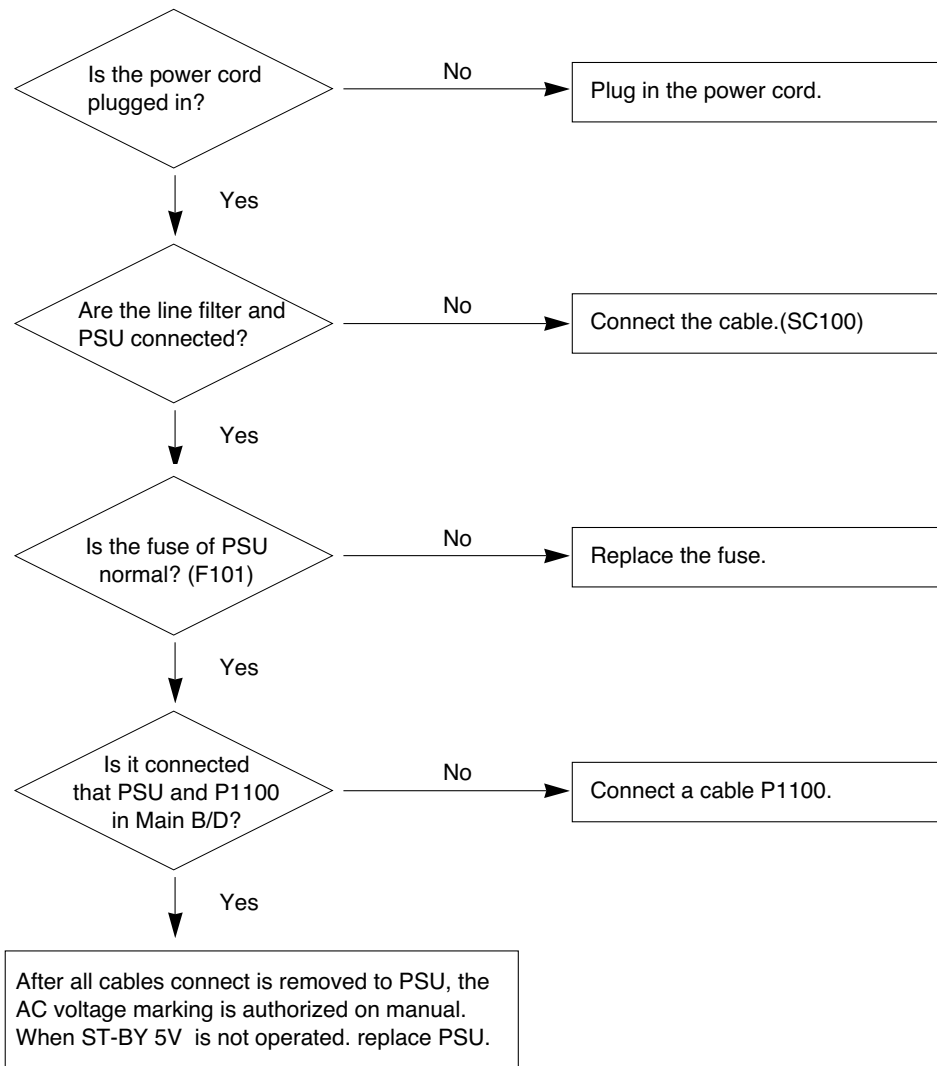 Is the power cord
plugged in?
No
Plug in the power cord.
Yes
Are the line filter and
PSU connected?
No
Connect the cable.(SC100)
Yes
Is the fuse of PSU
normal? (F101)
No
Replace the fuse.
Yes
Is it connected
that PSU and P1100
in Main B/D?
No
Connect a cable P1100.
Yes
After all cables connect is removed to PSU, the
AC voltage marking is authorized on manual.
When ST-BY 5V is not operated. replace PSU.